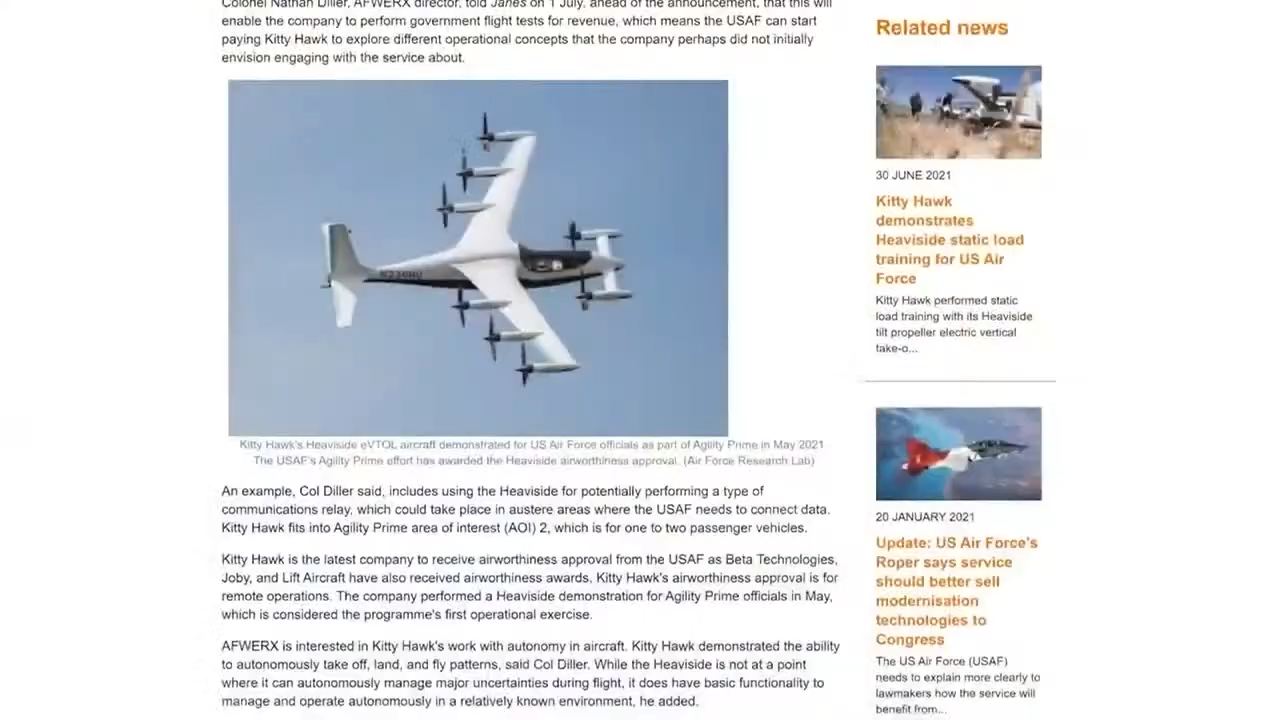 Colonel Nathan Diller, AFWERX director, told Janes on 1 July, ahead of the announcement, that this will
enable the company to perform government flight tests for revenue, which means the USAF can start
paying Kitty Hawk to explore different operational concepts that the company perhaps did not initially
envision engaging with the service about.
N236HV
Kitty Hawk's Heaviside eVTOL aircraft demonstrated for US Air Force officials as part of Agility Prime in May 2021
The USAF's Agility Prime effort has awarded the Heaviside airworthiness approval. (Air Force Research Lab)
An example, Col Diller said, includes using the Heaviside for potentially performing a type of
communications relay, which could take place in austere areas where the USAF needs to connect data.
Kitty Hawk fits into Agility Prime area of interest (AOI) 2, which is for one to two passenger vehicles.
Kitty Hawk is the latest company to receive airworthiness approval from the USAF as Beta Technologies,
Joby, and Lift Aircraft have also received airworthiness awards. Kitty Hawk's airworthiness approval is for
remote operations. The company performed a Heaviside demonstration for Agility Prime officials in May,
which is considered the programme's first operational exercise.
AFWERX is interested in Kitty Hawk's work with autonomy in aircraft. Kitty Hawk demonstrated the ability
to autonomously take off, land, and fly patterns, said Col Diller. While the Heaviside is not at a point
where it can autonomously manage major uncertainties during flight, it does have basic functionality to
manage and operate autonomously in a relatively known environment, he added.
Related news
30 JUNE 2021
Kitty Hawk
demonstrates
Heaviside static load
training for US Air
Force
Kitty Hawk performed static
load training with its Heaviside
tilt propeller electric vertical
take-o...
20 JANUARY 2021
Update: US Air Force's
Roper says service
should better sell
modernisation
technologies to
Congress
The US Air Force (USAF)
needs to explain more clearly to
lawmakers how the service will
benefit from...